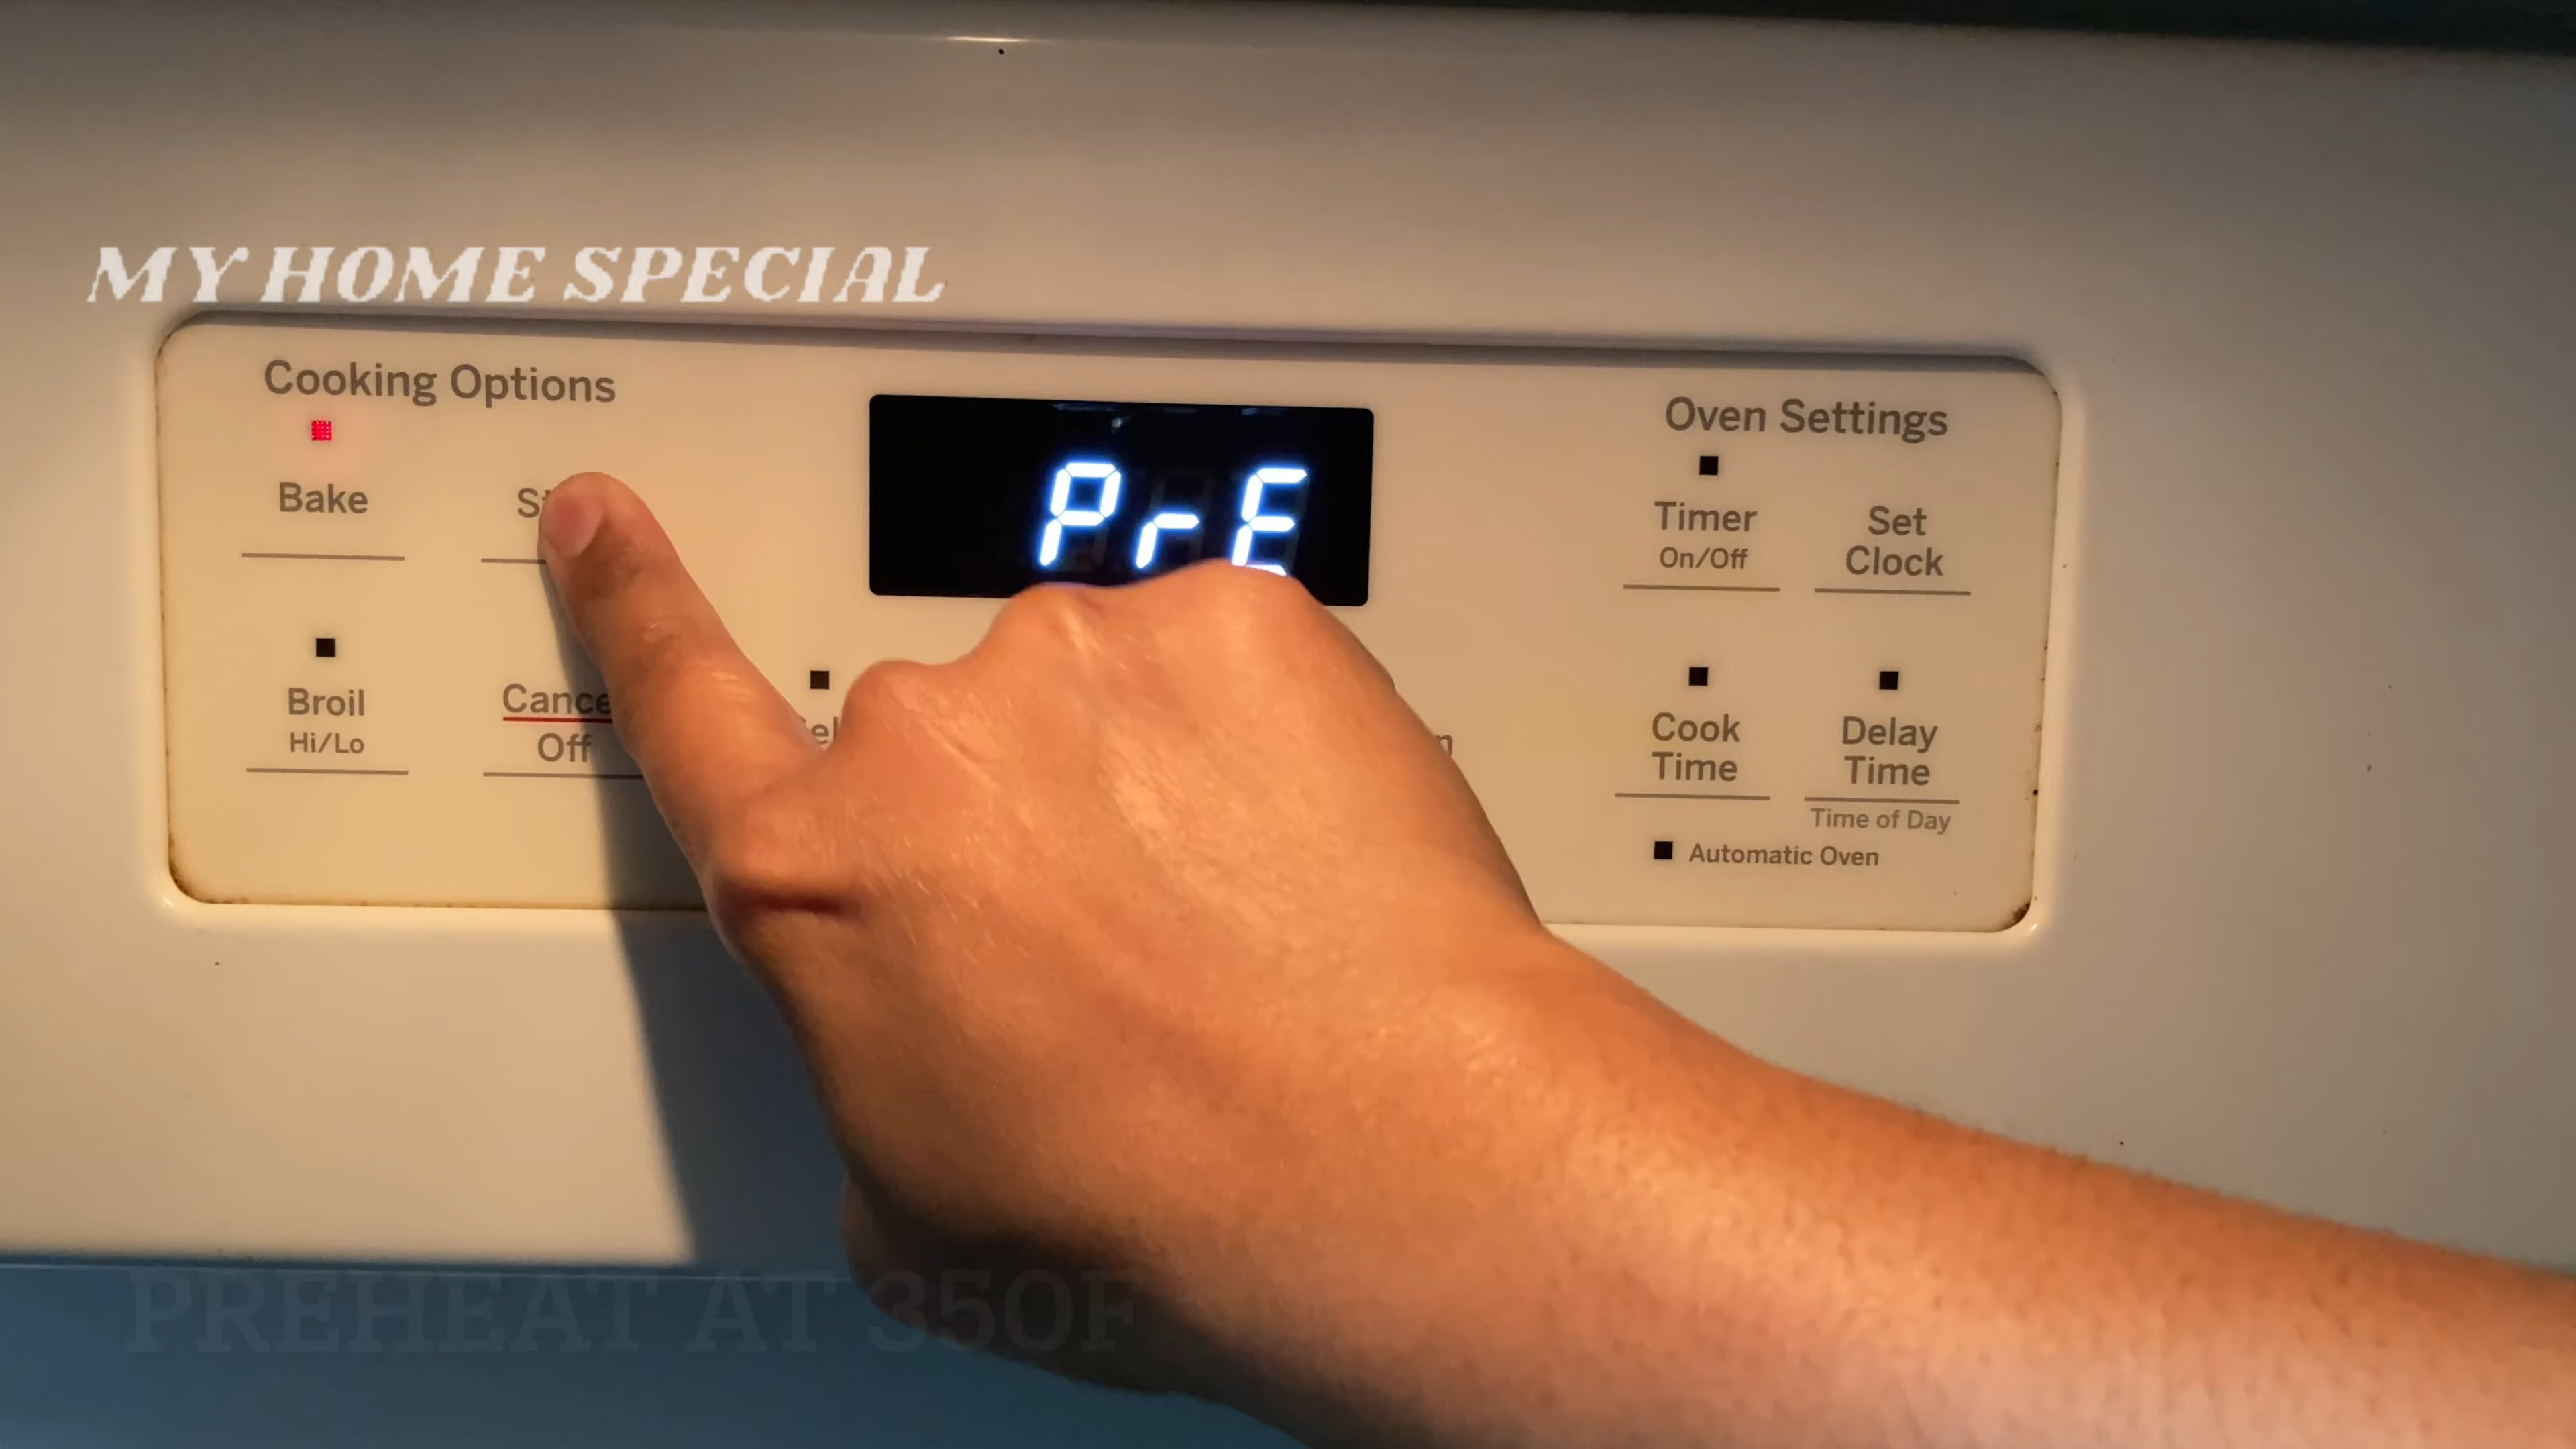 MY HOME SPECIAL
Cooking Options
Bake
Broil
Hi/Lo
Off
PrE
Oven Settings
Timer
On/Off
Set
Clock
Cook
Time
Delay
Time
Time of Day
Automatic Oven
PREHEAT AT 350F